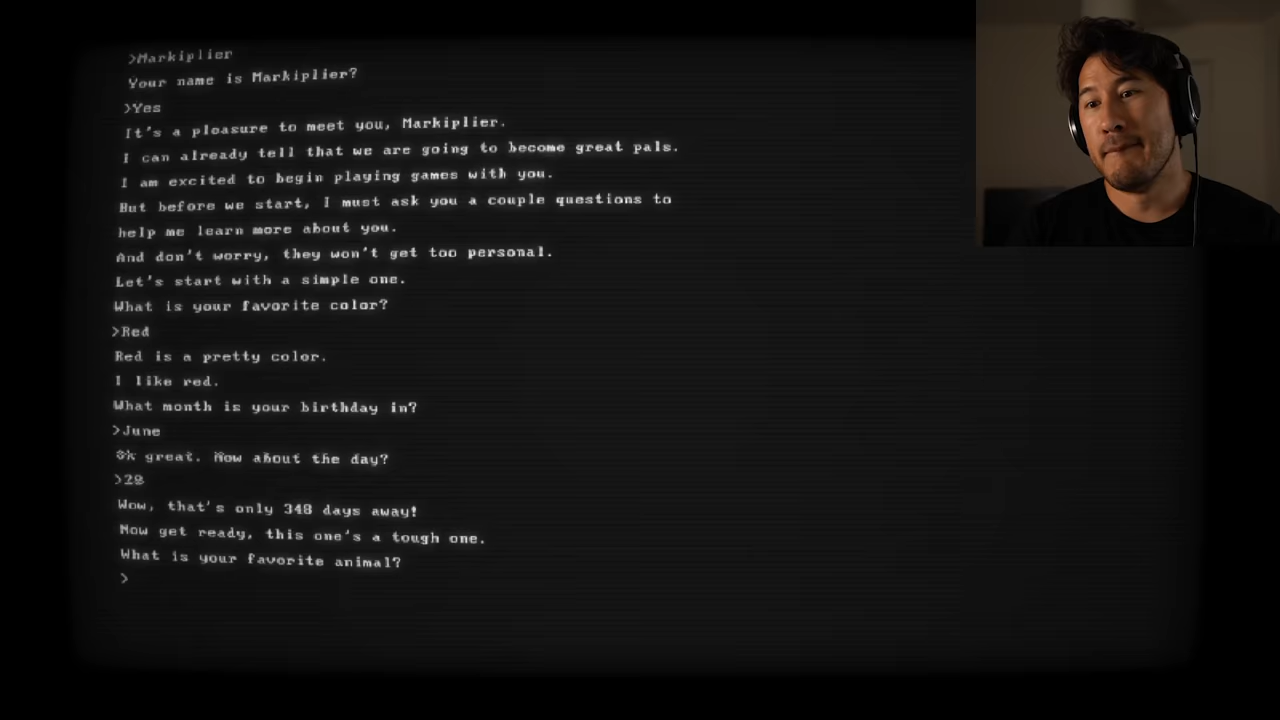 >Markiplier
Your name is Markiplier?
>Yes
It's a pleasure to meet you, Markiplier.
I can already tell that we are going to become great pals.
I am excited to begin playing games with you.
But before we start, I must ask you a couple questions to
help me learn more about you.
And don't worry, they won't get too personal.
Let's start with a simple one.
What is your favorite color?
>Red
Red is a pretty color.
I like red.
What month is your birthday in?
>June
Ok great. How about the day?
>28
Wow, that's only 348 days away!
Now get ready, this one's a tough one.
What is your favorite animal?
>